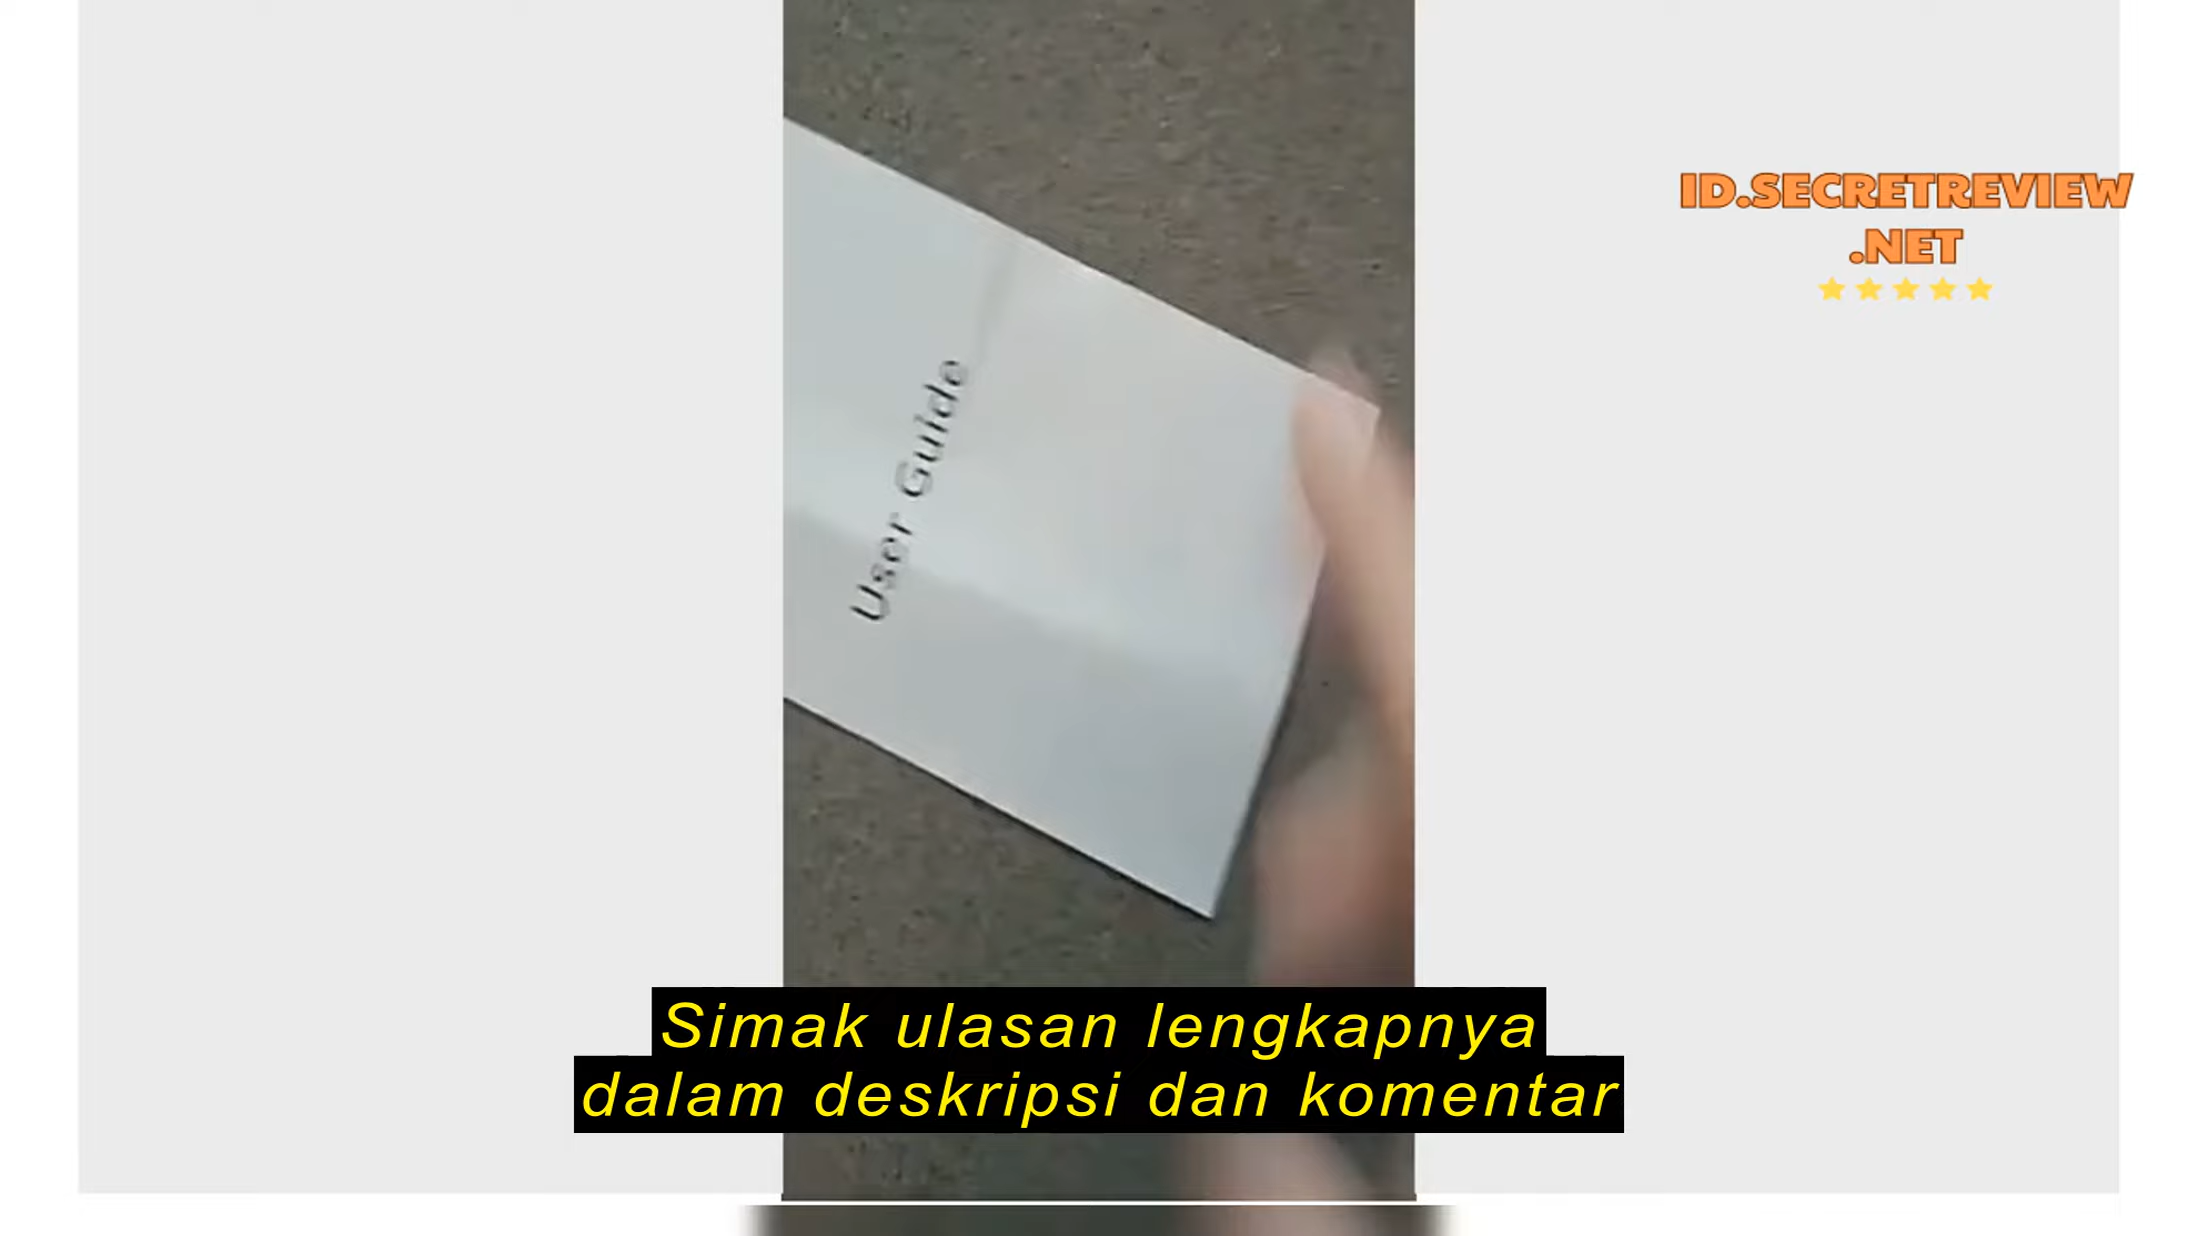 ID.SECRETREVIEW
.NET
User Guide
Simak ulasan lengkapnya
dalam deskripsi dan komentar